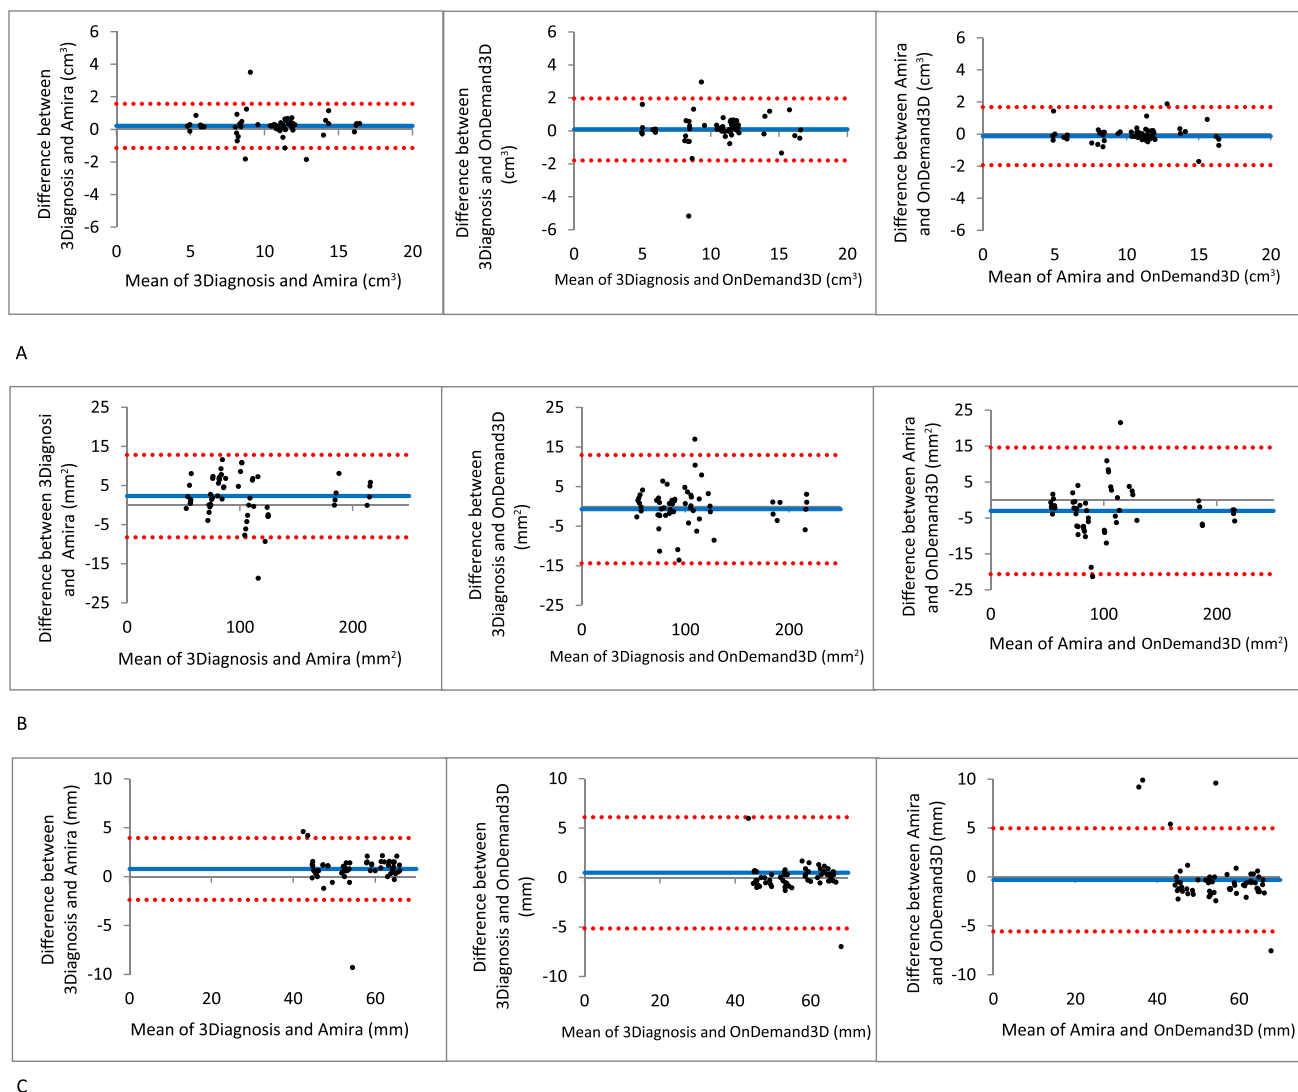 Difference between
3Diagnosis and Amira (cm³)
6
4
2
0
-2
-4
-6
0 5 10 15 20
Mean of 3Diagnosis and Amira (cm³)
Difference between
3Diagnosis and OnDemand3D
(cm³)
6
4
2
0
-2
-4
-6
0 5 10 15 20
Mean of 3Diagnosis and OnDemand3D (cm³)
Difference between Amira
and OnDemand3D (cm³)
6
4
2
0
-2
-4
-6
0 5 10 15 20
Mean of Amira and OnDemand3D (cm³)
A
Difference between 3Diagnosi
and Amira (mm²)
25
15
5
-5
-15
-25
0 100 200
Mean of 3Diagnosis and Amira (mm²)
Difference between
3Diagnosis and OnDemand3D
(mm²)
25
15
5
-5
-15
-25
0 100 200
Mean of 3Diagnosis and OnDemand3D (mm²)
Difference between Amira
and OnDemand3D (mm²)
25
15
5
-5
-15
-25
0 100 200
Mean of Amira and OnDemand3D (mm²)
B
Difference between
3Diagnosis and Amira (mm)
10
5
0
-5
-10
0 20 40 60
Mean of 3Diagnosis and Amira (mm)
Difference between
3Diagnosis and OnDemand3D
(mm)
10
5
0
-5
-10
0 20 40 60
Mean of 3Diagnosis and OnDemand3D (mm)
Difference between Amira
and OnDemand3D (mm)
10
5
0
-5
-10
0 20 40 60
Mean of Amira and OnDemand3D (mm)
C